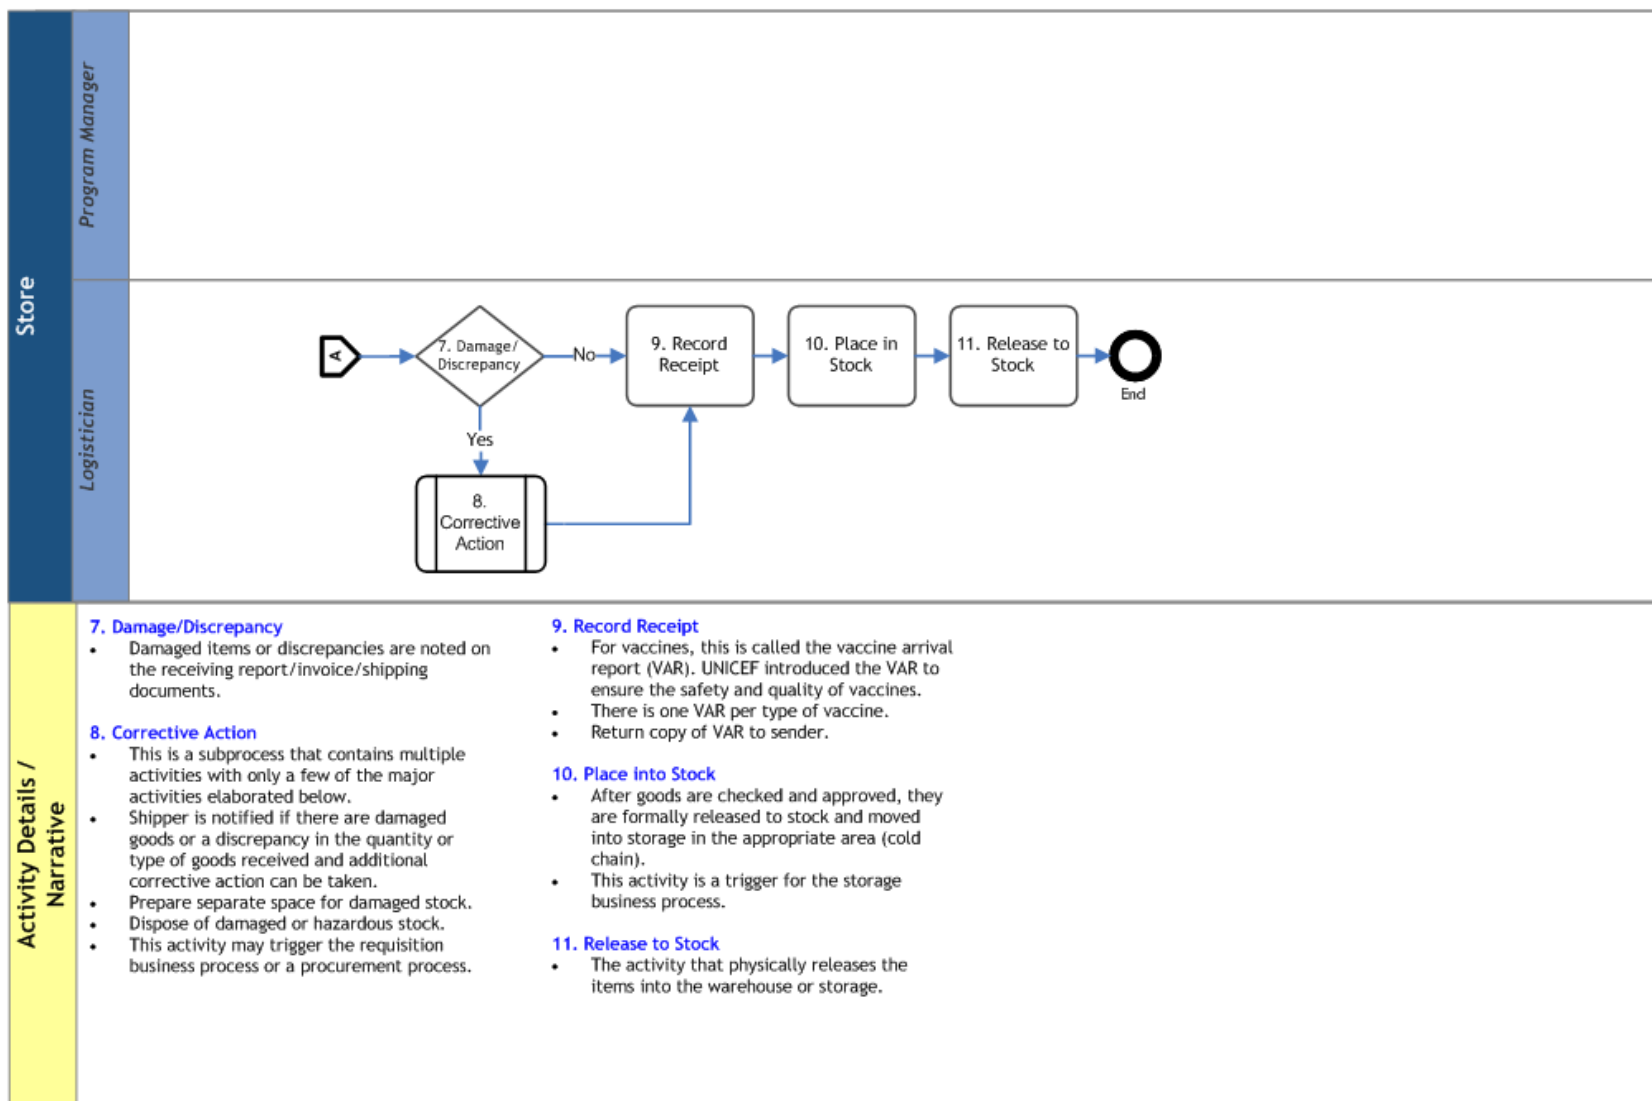 Store
Program Manager
Logistician
A
7. Damage/
Discrepancy
No
Yes
8.
Corrective
Action
9. Record
Receipt
10. Place in
Stock
11. Release to
Stock
End
Activity Details /
Narrative
7. Damage/Discrepancy
• Damaged items or discrepancies are noted on
the receiving report/invoice/shipping
documents.
8. Corrective Action
• This is a subprocess that contains multiple
activities with only a few of the major
activities elaborated below.
• Shipper is notified if there are damaged
goods or a discrepancy in the quantity or
type of goods received and additional
corrective action can be taken.
• Prepare separate space for damaged stock.
• Dispose of damaged or hazardous stock.
• This activity may trigger the requisition
business process or a procurement process.
9. Record Receipt
• For vaccines, this is called the vaccine arrival
report (VAR). UNICEF introduced the VAR to
ensure the safety and quality of vaccines.
• There is one VAR per type of vaccine.
• Return copy of VAR to sender.
10. Place into Stock
• After goods are checked and approved, they
are formally released to stock and moved
into storage in the appropriate area (cold
chain).
• This activity is a trigger for the storage
business process.
11. Release to Stock
• The activity that physically releases the
items into the warehouse or storage.